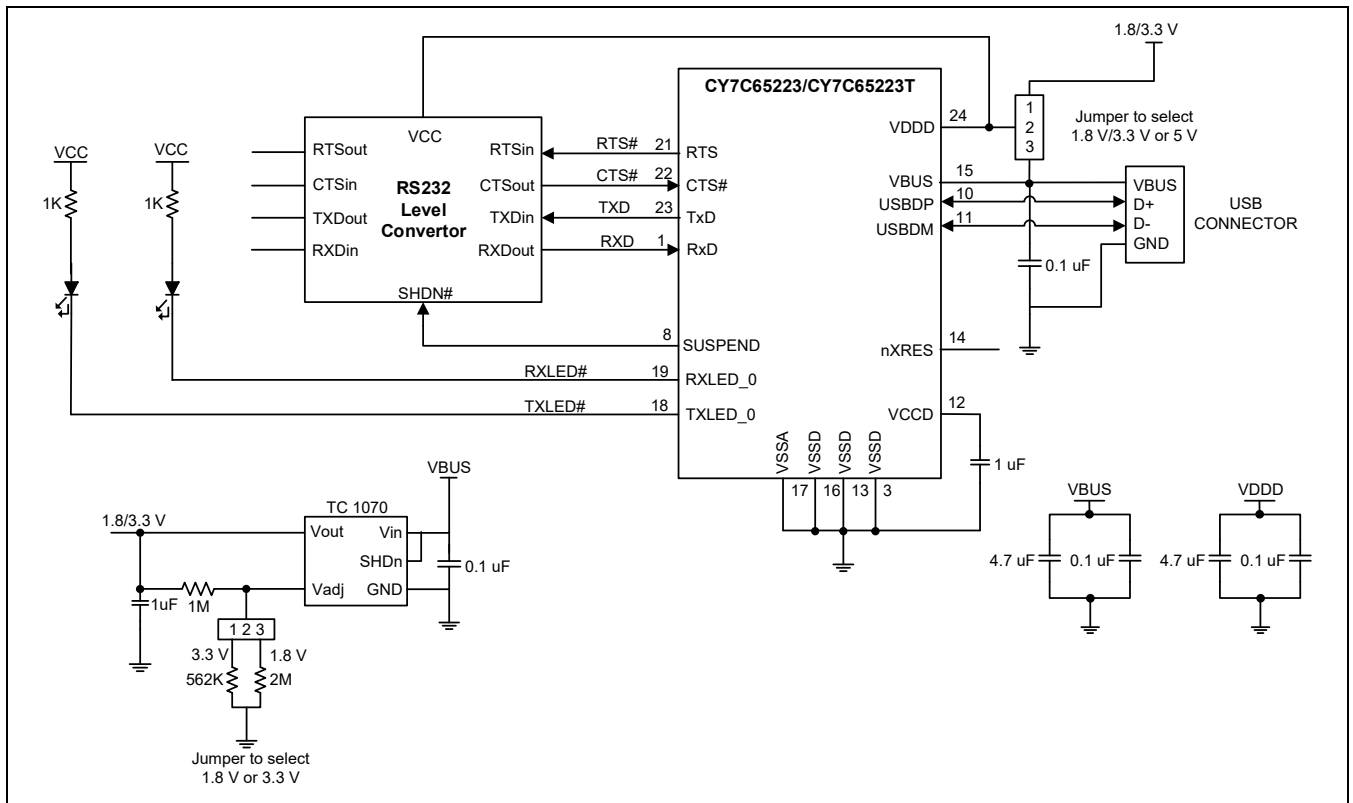 1.8/3.3 V
CY7C65223/CY7C65223T
VDDD
24
1
2
3
Jumper to select
1.8 V/3.3 V or 5 V
VCC
VCC
1K
1K
VCC
RTSout
CTSin
TXDout
RXDin
RS232
Level
Convertor
RTSin
CTSout
TXDin
RXDout
SHDN#
RTS# 21 RTS
CTS# 22 CTS#
TXD 23 TxD
RXD 1 RxD
VBUS 15
USBDP 10
USBDM 11
VBUS
D+
D-
GND
USB
CONNECTOR
0.1 uF
8 SUSPEND
RXLED# 19 RXLED_0
TXLED# 18 TXLED_0
nXRES 14
VCCD 12
1 uF
VSSA
VSSD
VSSD
VSSD
17 16 13 3
VBUS
TC 1070
1.8/3.3 V
Vout
Vin
SHDn
Vadj
GND
0.1 uF
1uF
1M
1 2 3
3.3 V
1.8 V
562K
2M
Jumper to select
1.8 V or 3.3 V
VBUS
4.7 uF
0.1 uF
VDDD
4.7 uF
0.1 uF